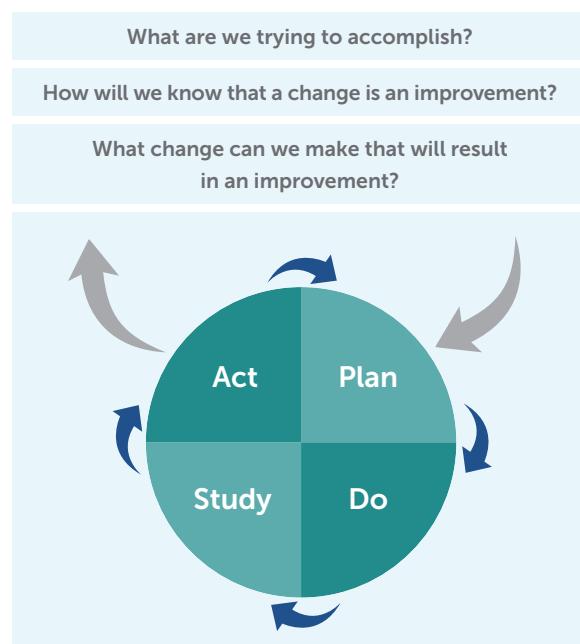 What are we trying to accomplish?
How will we know that a change is an improvement?
What change can we make that will result
in an improvement?
Act
Plan
Study
Do